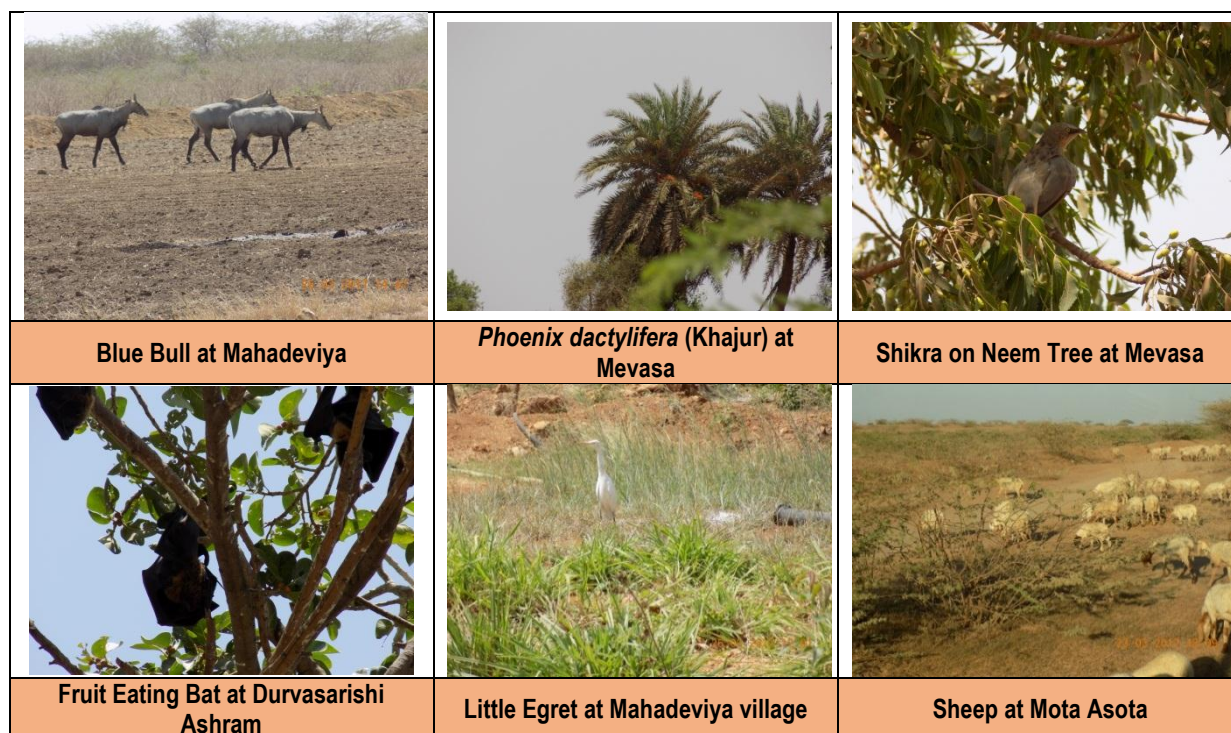 Blue Bull at Mahadeviya
Phoenix dactylifera (Khajur) at
Mevasa
Shikra on Neem Tree at Mevasa
Fruit Eating Bat at Durvasarishi
Ashram
Little Egret at Mahadeviya village
Sheep at Mota Asota